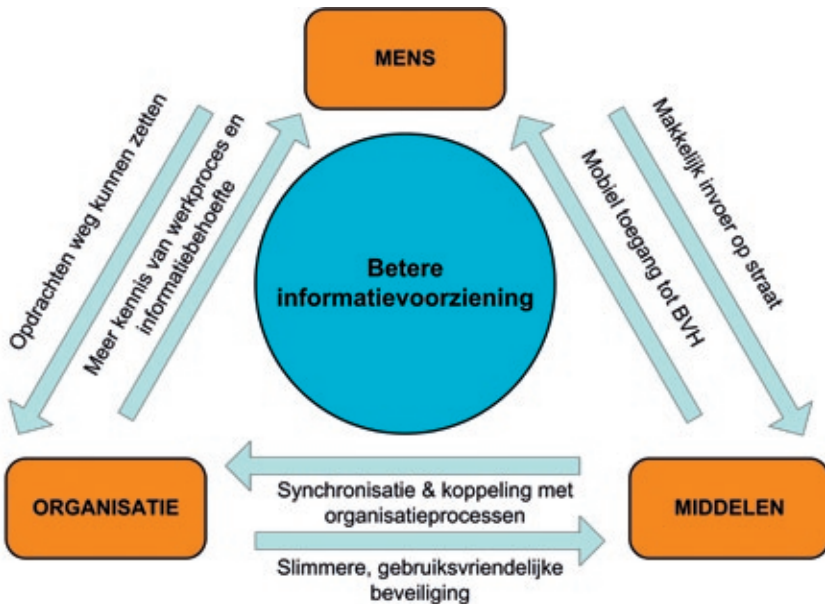 MENS
Opdrachten weg kunnen zetten
Meer kennis van werkproces en
informatiebehoefte
Betere
informatievoorziening
Mobiel toegang tot BVH
Makkelijk invoer op straat
ORGANISATIE
Synchronisatie & koppeling met
organisatieprocessen
Slimmere, gebruiksvriendelijke
beveiliging
MIDDELEN